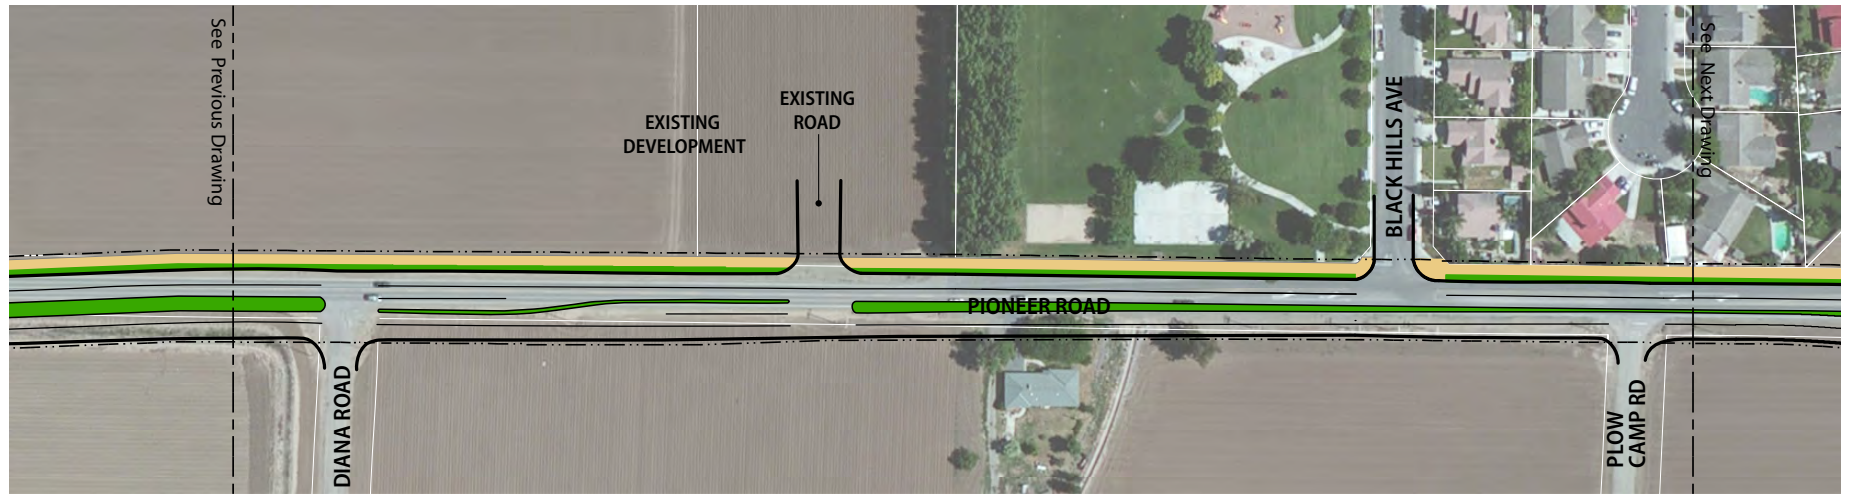 See Previous Drawing
EXISTING
DEVELOPMENT
EXISTING
ROAD
BLACK HILLS AVE
See Next Drawing
PIONEER ROAD
DIANA ROAD
PLOW
CAMP RD